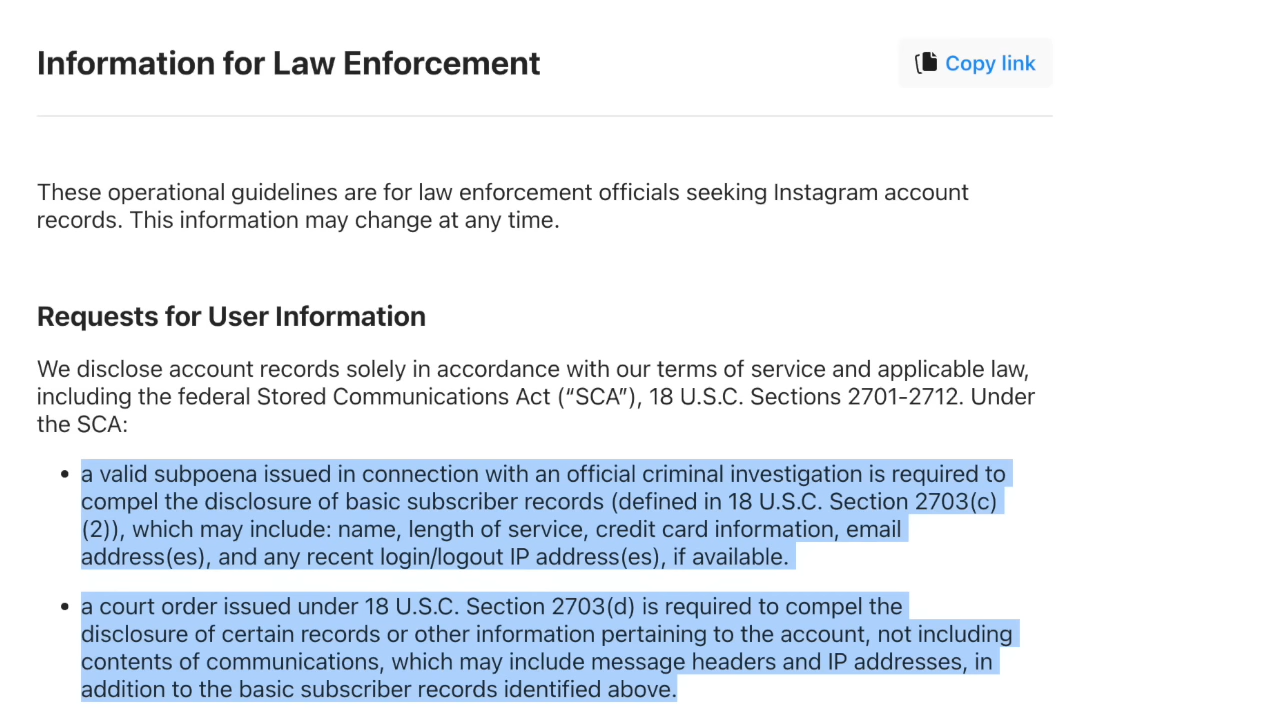 Information for Law Enforcement
Copy link
These operational guidelines are for law enforcement officials seeking Instagram account
records. This information may change at any time.
Requests for User Information
We disclose account records solely in accordance with our terms of service and applicable law,
including the federal Stored Communications Act (“SCA”), 18 U.S.C. Sections 2701-2712. Under
the SCA:
• a valid subpoena issued in connection with an official criminal investigation is required to
compel the disclosure of basic subscriber records (defined in 18 U.S.C. Section 2703(c)
(2)), which may include: name, length of service, credit card information, email
address(es), and any recent login/logout IP address(es), if available.
• a court order issued under 18 U.S.C. Section 2703(d) is required to compel the
disclosure of certain records or other information pertaining to the account, not including
contents of communications, which may include message headers and IP addresses, in
addition to the basic subscriber records identified above.